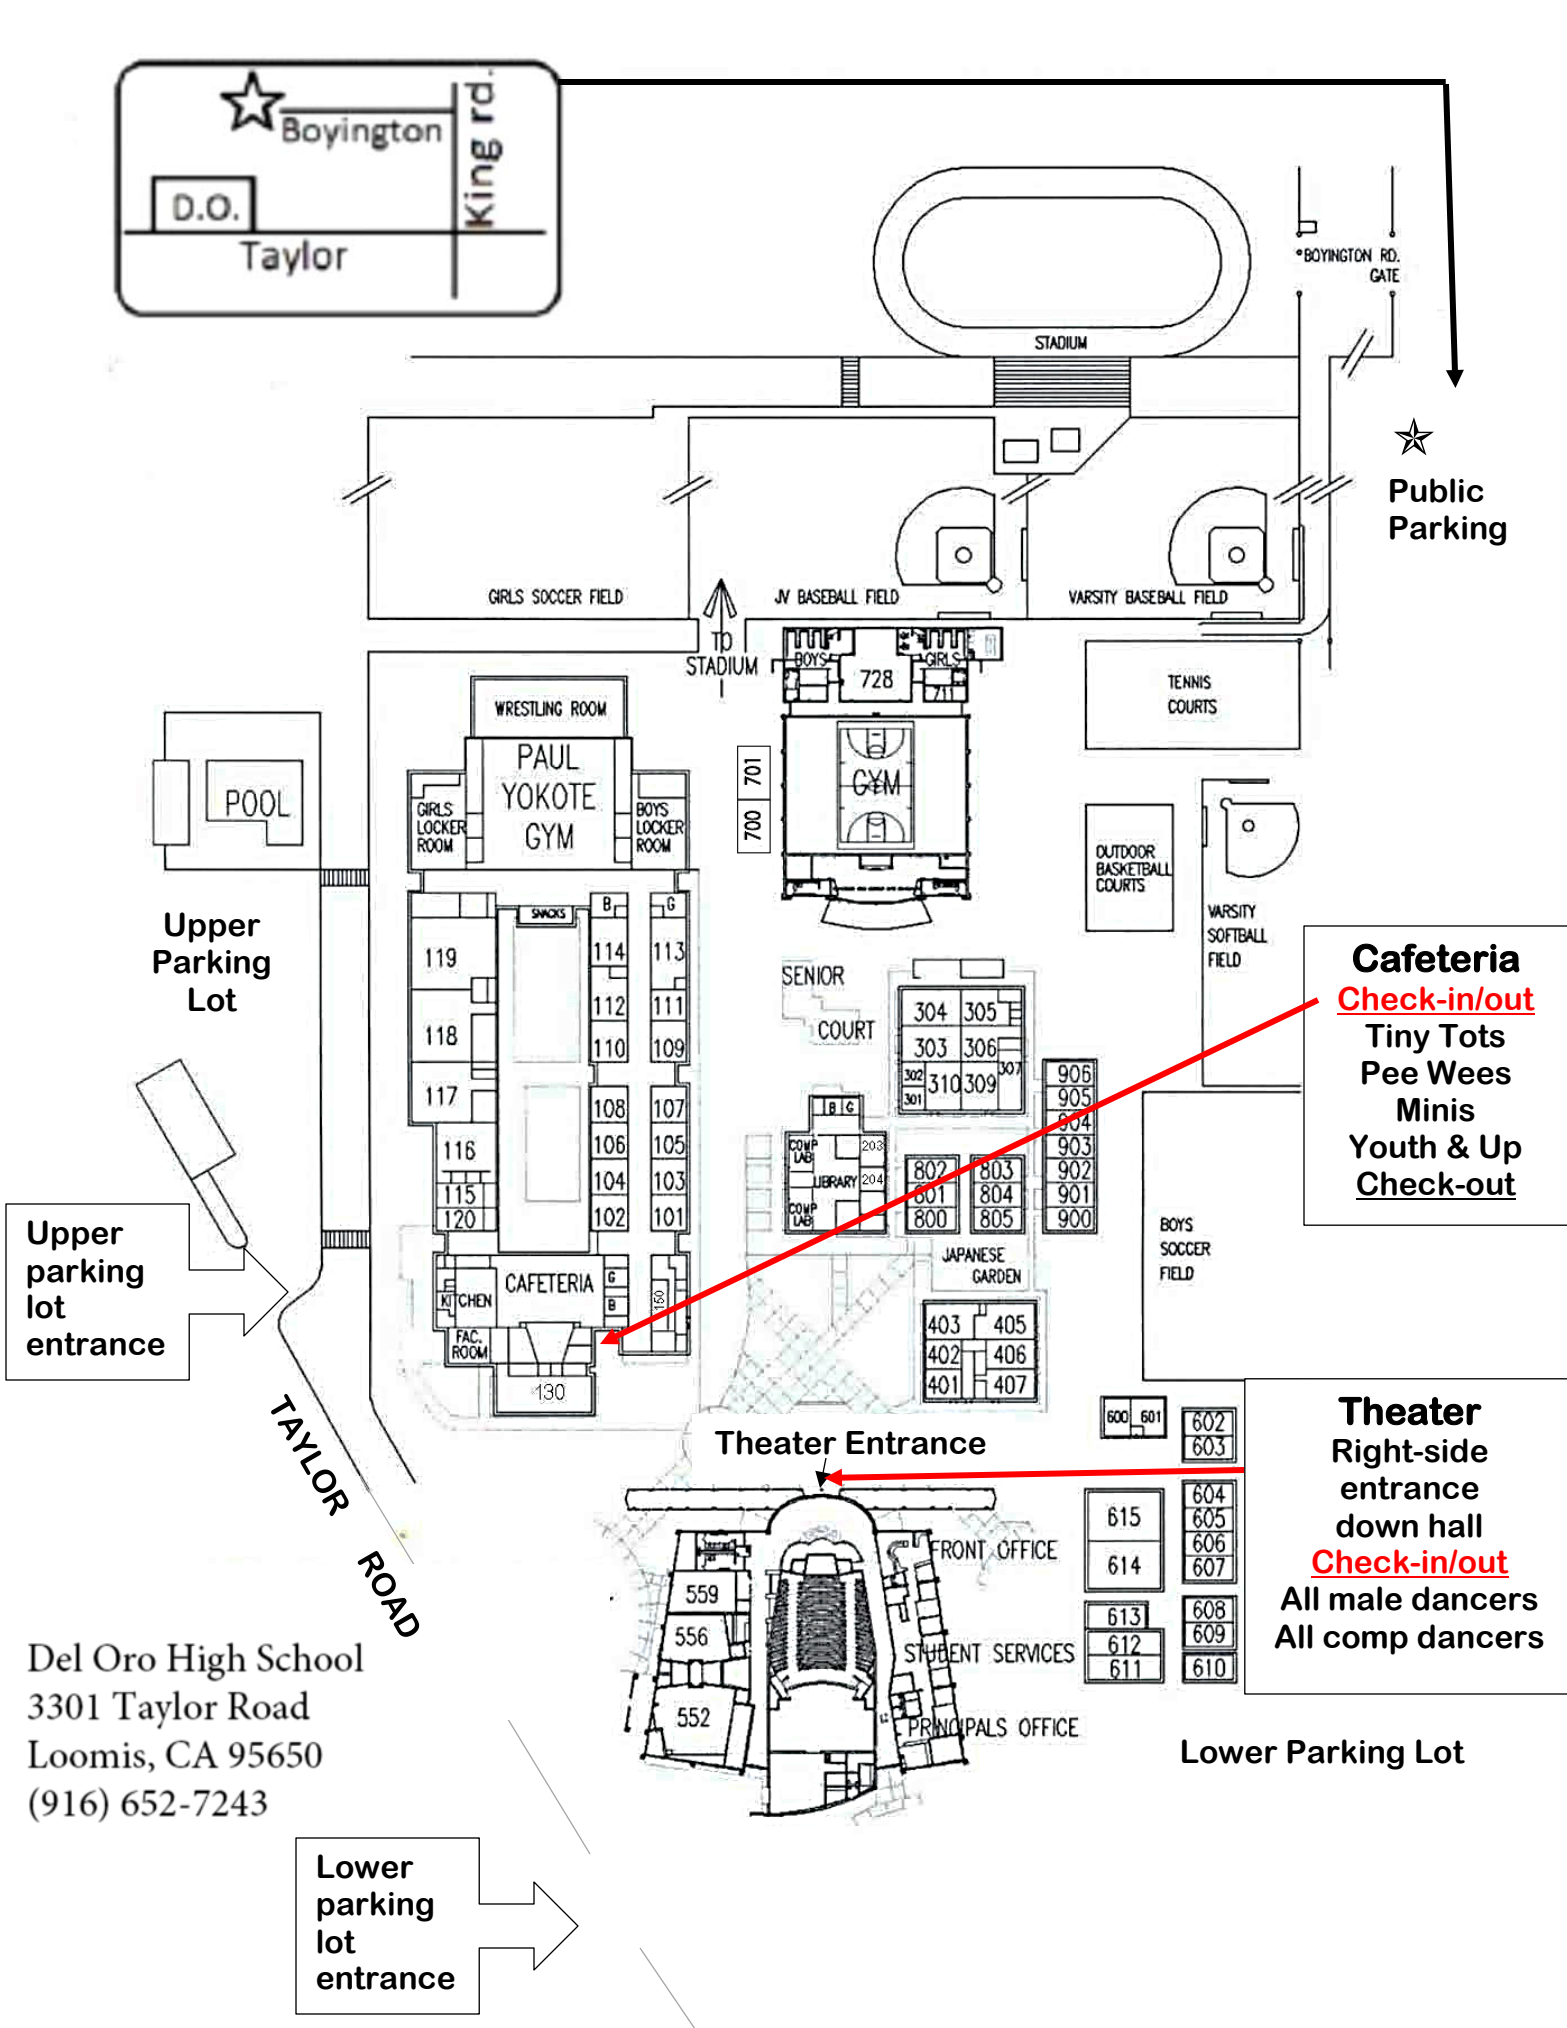 Boyington
King rd.
D.O.
Taylor
BOYINGTON RD.
GATE
STADIUM
Public
Parking
GIRLS SOCCER FIELD
JV BASEBALL FIELD
VARSITY BASEBALL FIELD
TO
STADIUM
BOYS
GIRLS
728
711
TENNIS
COURTS
WRESTLING ROOM
PAUL
YOKOTE
GYM
GIRLS
LOCKER
ROOM
BOYS
LOCKER
ROOM
POOL
701
700
GYM
OUTDOOR
BASKETBALL
COURTS
VARSITY
SOFTBALL
FIELD
Upper
Parking
Lot
SNACKS
B
G
119
114
113
118
112
111
110
109
117
108
107
116
106
105
115
104
103
120
102
101
SENIOR
COURT
304
305
303
306
302
301
310
309
307
906
905
904
903
902
901
900
B
G
COMP
LAB
203
LIBRARY
204
COMP
LAB
802
803
801
804
800
805
JAPANESE
GARDEN
Cafeteria
Check-in/out
Tiny Tots
Pee Wees
Minis
Youth & Up
Check-out
BOYS
SOCCER
FIELD
Upper
parking
lot
entrance
CAFETERIA
KITCHEN
G
B
150
FAC.
ROOM
130
403
405
402
406
401
407
TAYLOR
ROAD
600
601
602
603
604
605
606
607
608
609
610
615
614
613
612
611
Theater
Right-side
entrance
down hall
Check-in/out
All male dancers
All comp dancers
Theater Entrance
FRONT OFFICE
559
556
552
STUDENT SERVICES
PRINCIPALS OFFICE
Lower Parking Lot
Del Oro High School
3301 Taylor Road
Loomis, CA 95650
(916) 652-7243
Lower
parking
lot
entrance